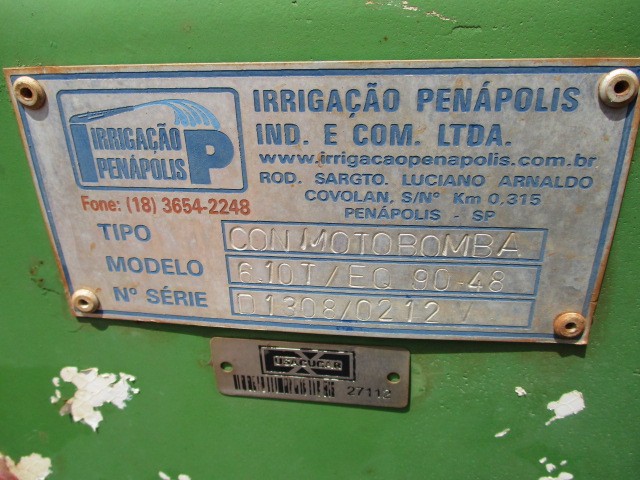 IRRIGAÇÃO
PENÁPOLIS
IP
Fone: (18) 3654-2248
IRRIGAÇÃO PENÁPOLIS
IND. E COM. LTDA.
www.irrigacaopenapolis.com.br
ROD. SARGTO. LUCIANO ARNALDO
COVOLAN, S/Nº Km 0,315
PENÁPOLIS - SP
TIPO CON MOTOBOMBA
MODELO 6.10T/EQ 90-48
Nº SÉRIE D1308/0212/
USACUCAR
27112